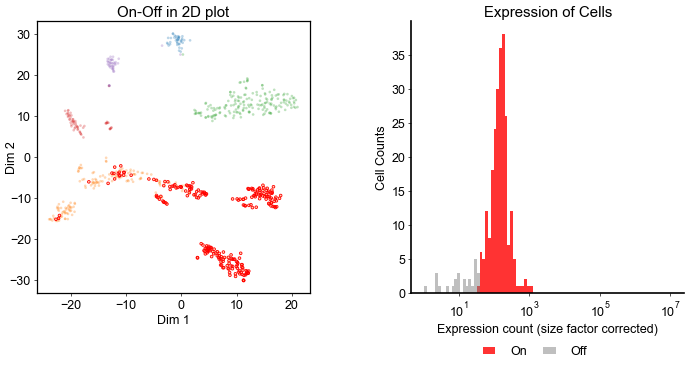 On-Off in 2D plot
30
20
10
0
−10
−20
−30
Dim 2
−20 −10 0 10 20
Dim 1
Expression of Cells
35
30
25
20
15
10
5
0
Cell Counts
10^1 10^3 10^5 10^7
Expression count (size factor corrected)
On Off